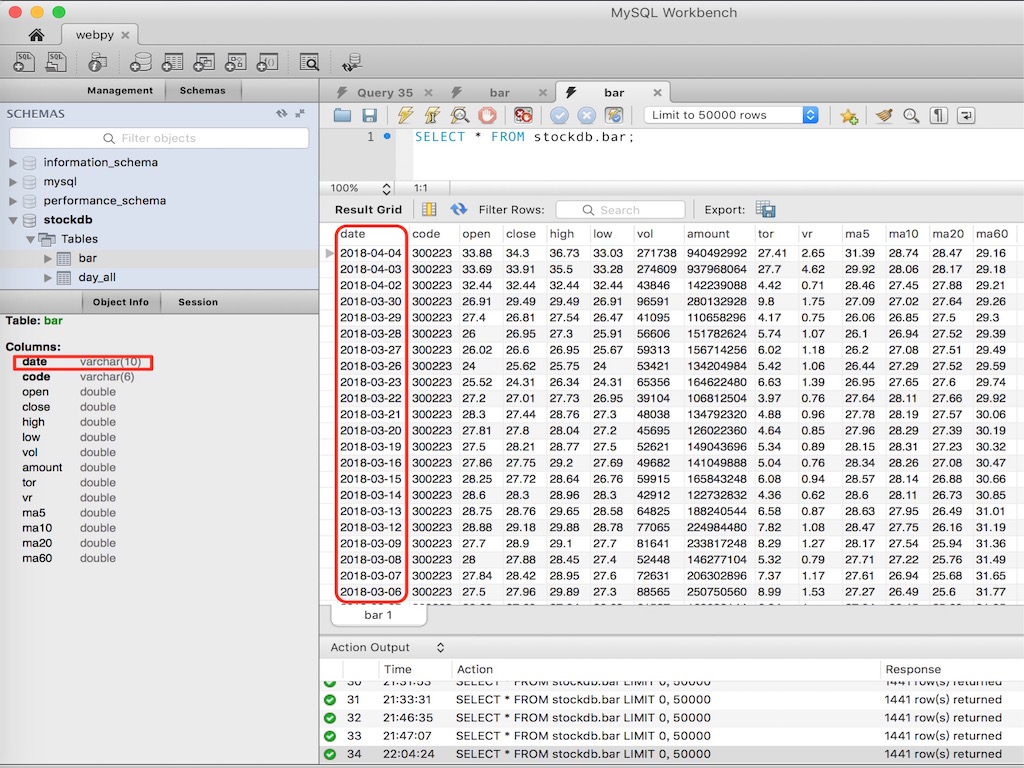 MySQL Workbench
webpy
Management Schemas
SCHEMAS
Filter objects
information_schema
mysql
performance_schema
stockdb
Tables
bar
day_all
Object Info Session
Table: bar
Columns:
date varchar(10)
code varchar(6)
open double
close double
high double
low double
vol double
amount double
tor double
vr double
ma5 double
ma10 double
ma20 double
ma60 double
Query 35 bar bar
Limit to 50000 rows
1 SELECT * FROM stockdb.bar;
100% 1:1
Result Grid Filter Rows: Search Export:
date code open close high low vol amount tor vr ma5 ma10 ma20 ma60
2018-04-04 300223 33.88 34.3 36.73 33.03 271738 940492992 27.41 2.65 31.39 28.74 28.47 29.16
2018-04-03 300223 33.69 33.91 35.5 33.28 274609 937968064 27.7 4.62 29.92 28.06 28.17 29.18
2018-04-02 300223 32.44 32.44 32.44 32.44 43846 142239088 4.42 0.71 28.46 27.45 27.88 29.21
2018-03-30 300223 26.91 29.49 29.49 26.91 96591 280132928 9.8 1.75 27.09 27.02 27.64 29.26
2018-03-29 300223 27.4 26.81 27.54 26.47 41095 110658296 4.17 0.75 26.06 26.85 27.5 29.3
2018-03-28 300223 26 26.95 27.3 25.91 56606 151782624 5.74 1.07 26.1 26.94 27.52 29.39
2018-03-27 300223 26.02 26.6 26.95 25.67 59313 156714256 6.02 1.18 26.2 27.08 27.51 29.49
2018-03-26 300223 24 25.62 25.75 24 53421 134204984 5.42 1.06 26.44 27.29 27.52 29.59
2018-03-23 300223 25.52 24.31 26.34 24.31 65356 164622480 6.63 1.39 26.95 27.65 27.6 29.74
2018-03-22 300223 27.2 27.01 27.73 26.95 39104 106812504 3.97 0.76 27.64 28.11 27.66 29.92
2018-03-21 300223 28.3 27.44 28.76 27.3 48038 134792320 4.88 0.96 27.78 28.19 27.57 30.06
2018-03-20 300223 27.81 27.8 28.04 27.2 45695 126022360 4.64 0.85 27.96 28.29 27.39 30.19
2018-03-19 300223 27.5 28.21 28.77 27.5 52621 149043696 5.34 0.89 28.15 28.31 27.23 30.32
2018-03-16 300223 27.86 27.75 29.2 27.69 49682 141049888 5.04 0.76 28.34 28.26 27.08 30.47
2018-03-15 300223 28.25 27.72 28.64 26.76 59915 165843248 6.08 0.94 28.57 28.14 26.88 30.66
2018-03-14 300223 28.6 28.3 28.96 28.3 42912 122732832 4.36 0.62 28.6 28.11 26.73 30.85
2018-03-13 300223 28.75 28.76 29.65 28.58 64825 188240544 6.58 0.87 28.63 27.95 26.49 31.01
2018-03-12 300223 28.88 29.18 29.88 28.78 77065 224984480 7.82 1.08 28.47 27.75 26.16 31.19
2018-03-09 300223 27.7 28.9 29.1 27.7 81641 233817248 8.29 1.27 28.17 27.54 25.94 31.36
2018-03-08 300223 28 27.88 28.45 27.4 52448 146277104 5.32 0.79 27.71 27.22 25.76 31.49
2018-03-07 300223 27.84 28.42 28.95 27.6 72631 206302896 7.37 1.17 27.61 26.94 25.68 31.65
2018-03-06 300223 27.5 27.96 29.89 27.3 88565 250750560 8.99 1.53 27.27 26.49 25.6 31.77
bar 1
Action Output
Time Action Response
30 21:31:53 SELECT * FROM stockdb.bar LIMIT 0, 50000 1441 row(s) returned
31 21:33:31 SELECT * FROM stockdb.bar LIMIT 0, 50000 1441 row(s) returned
32 21:46:35 SELECT * FROM stockdb.bar LIMIT 0, 50000 1441 row(s) returned
33 21:47:07 SELECT * FROM stockdb.bar LIMIT 0, 50000 1441 row(s) returned
34 22:04:24 SELECT * FROM stockdb.bar LIMIT 0, 50000 1441 row(s) returned